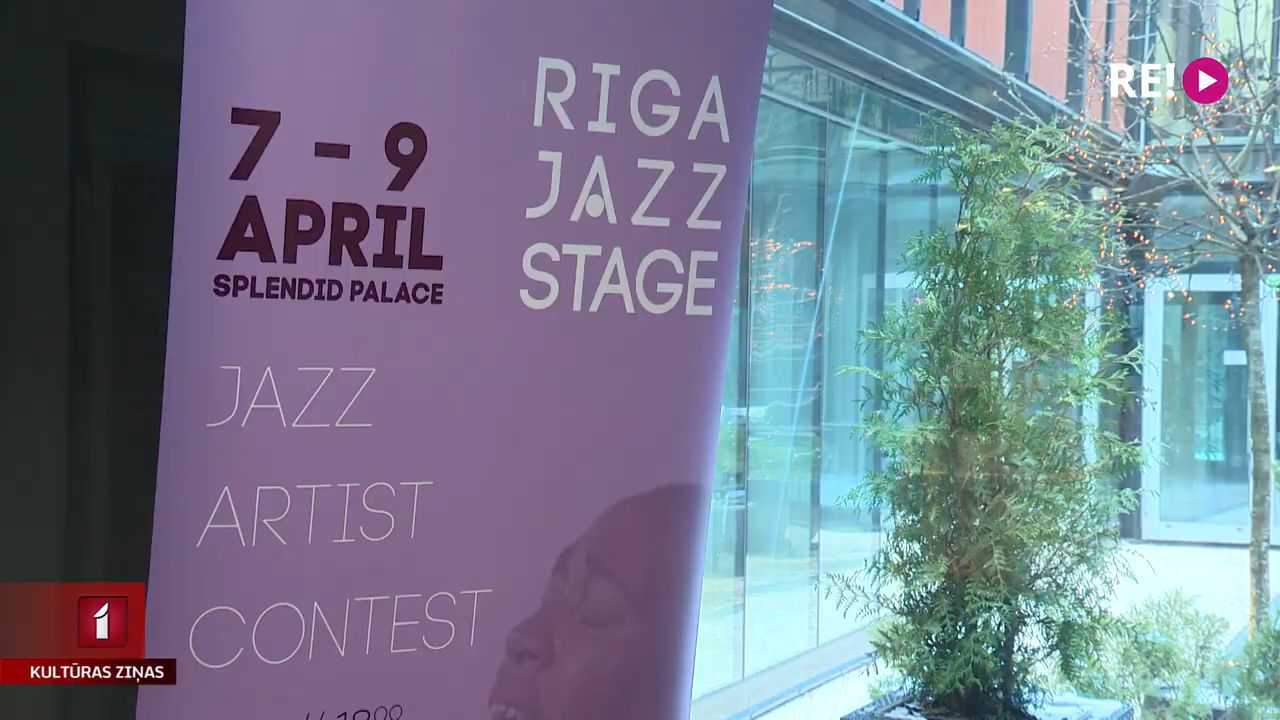 RIGA
JAZZ
STAGE
7 – 9
APRIL
SPLENDID PALACE
JAZZ
ARTIST
CONTEST
RE!
1
KULTŪRAS ZIŅAS